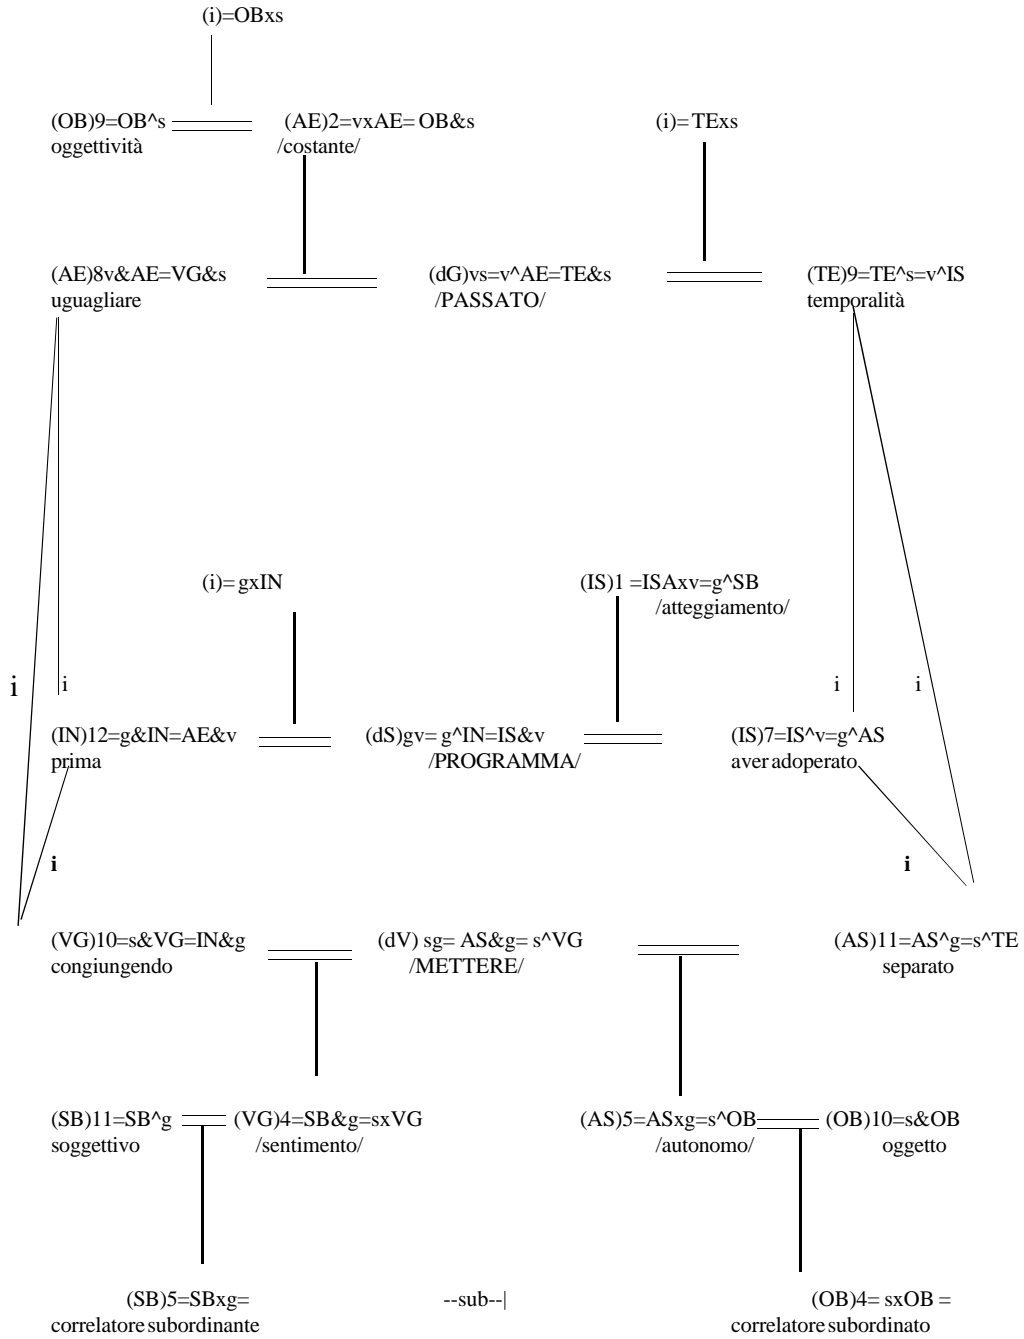 (i)=OBxs
(OB)9=OB^s (AE)2=vxAE= OB&s (i)=TExs
oggettività /costante/
(AE)8v&AE=VG&s (dG)vs=v^AE=TE&s (TE)9=TE^s=v^IS
uguagliare /PASSATO/ temporalità
(i)= gxIN (IS)1 =ISAxv=g^SB
/atteggiamento/
i i i i
(IN)12=g&IN=AE&v (dS)gv= g^IN=IS&v (IS)7=IS^v=g^AS
prima /PROGRAMMA/ aver adoperato
i i
(VG)10=s&VG=IN&g (dV) sg= AS&g= s^VG (AS)11=AS^g=s^TE
congiungendo /METTERE/ separato
(SB)11=SB^g (VG)4=SB&g=sxVG (AS)5=ASxg=s^OB (OB)10=s&OB
soggettivo /sentimento/ /autonomo/ oggetto
(SB)5=SBxg= --sub--| (OB)4= sxOB =
correlatore subordinante correlatore subordinato